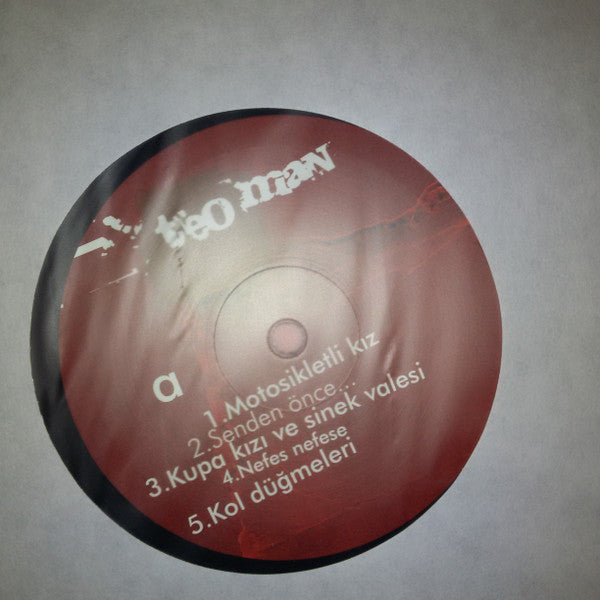 teoman
a
1.Motosikletli kız
2.Senden önce...
3.Kupa kızı ve sinek valesi
4.Nefes nefese
5.Kol düğmeleri